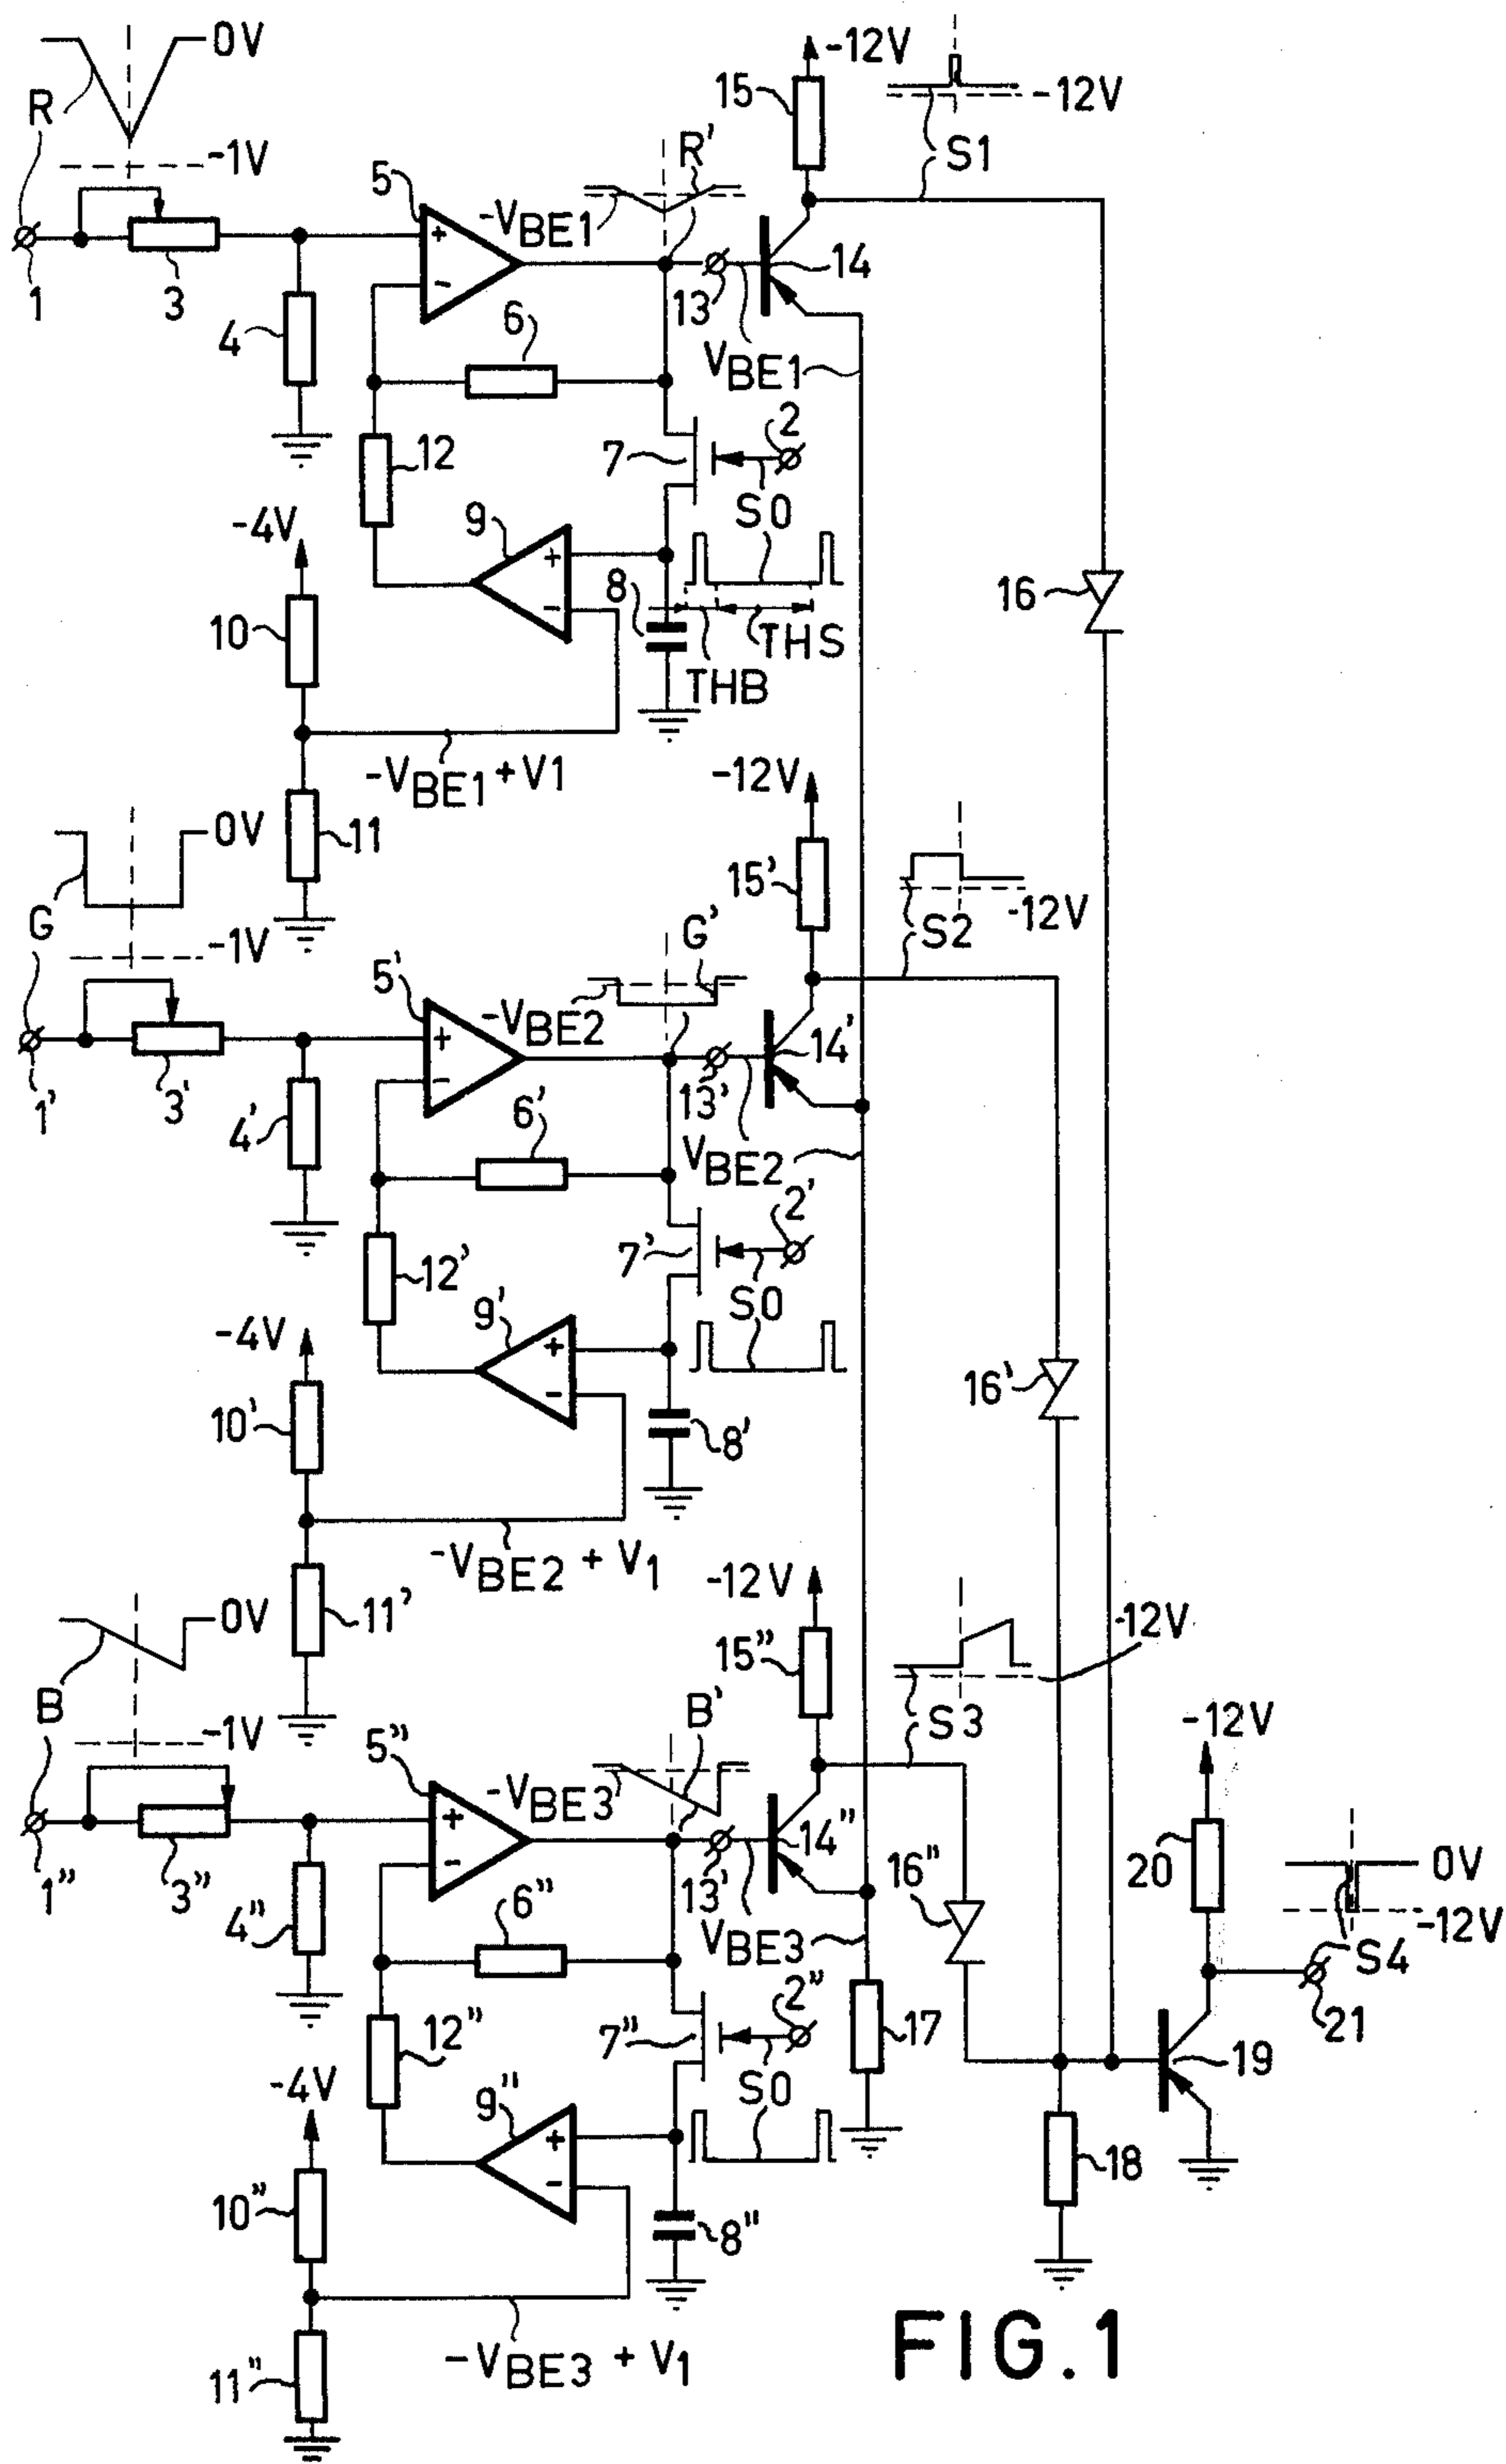 0V
R
-1V
1
3
4
5
-VBE1
R'
13
14
15
-12V
-12V
S1
VBE1
6
12
7
2
S0
9
-4V
10
8
THS
THB
16
-VBE1 + V1
11
0V
G
-1V
1'
3'
4'
5'
-VBE2
G'
13'
14'
15'
-12V
-12V
S2
VBE2
6'
12'
7'
2'
S0
9'
-4V
10'
8'
16'
-VBE2 + V1
11'
0V
B
-1V
1"
3"
4"
5"
-VBE3
B'
13'
14"
15"
-12V
-12V
S3
16"
VBE3
6"
12"
7"
2"
S0
17
9"
-4V
10"
8"
-12V
20
0V
-12V
S4
21
19
18
-VBE3 + V1
11"
FIG.1